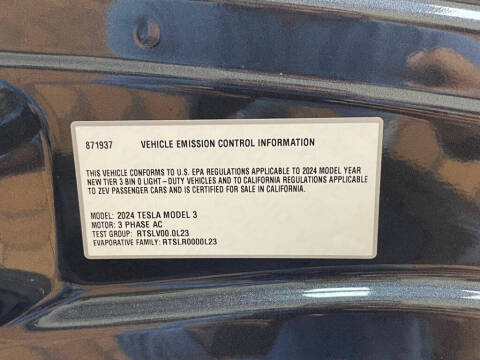 871937 VEHICLE EMISSION CONTROL INFORMATION
THIS VEHICLE CONFORMS TO U.S. EPA REGULATIONS APPLICABLE TO 2024 MODEL YEAR
NEW TIER 3 BIN 0 LIGHT-DUTY VEHICLES AND TO CALIFORNIA REGULATIONS APPLICABLE
TO ZEV PASSENGER CARS AND IS CERTIFIED FOR SALE IN CALIFORNIA.
MODEL: 2024 TESLA MODEL 3
MOTOR: 3 PHASE AC
TEST GROUP: RTSLV00.0L23
EVAPORATIVE FAMILY: RTSLR0000L23